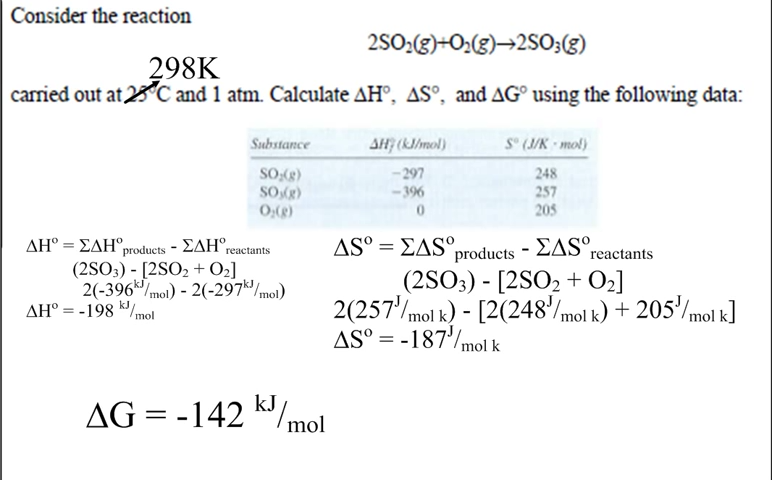 Consider the reaction
2SO₂(g)+O₂(g)→2SO₃(g)
298K
carried out at 25°C and 1 atm. Calculate ΔH°, ΔS°, and ΔG° using the following data:
Substance ΔH°f (kJ/mol) S° (J/K · mol)
SO₂(g) −297 248
SO₃(g) −396 257
O₂(g) 0 205
ΔH° = ΣΔH°products - ΣΔH°reactants
(2SO₃) - [2SO₂ + O₂]
2(-396kJ/mol) - 2(-297kJ/mol)
ΔH° = -198 kJ/mol
ΔS° = ΣΔS°products - ΣΔS°reactants
(2SO₃) - [2SO₂ + O₂]
2(257J/mol k) - [2(248J/mol k) + 205J/mol k]
ΔS° = -187J/mol k
ΔG = -142 kJ/mol